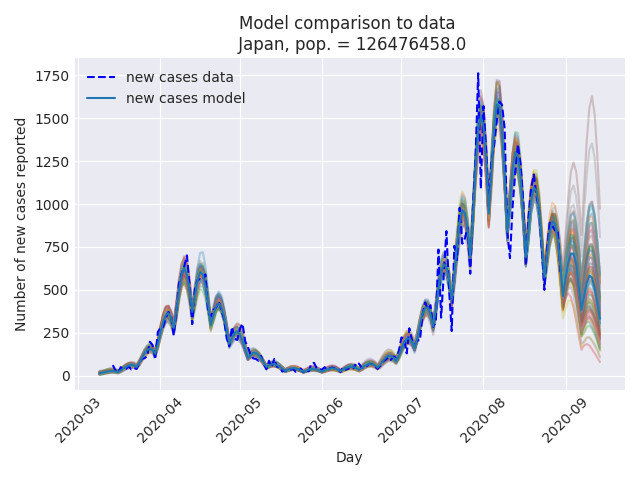 Model comparison to data
Japan, pop. = 126476458.0
new cases data
new cases model
Number of new cases reported
1750
1500
1250
1000
750
500
250
0
2020-03
2020-04
2020-05
2020-06
2020-07
2020-08
2020-09
Day